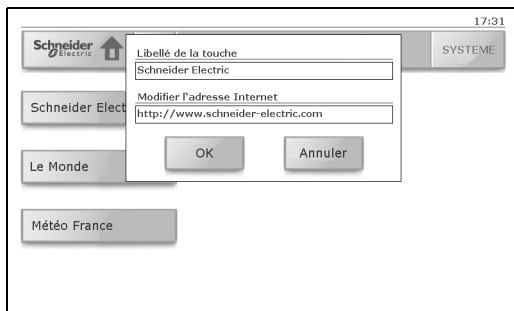 17:31
Schneider
Electric
SYSTEME
Libellé de la touche
Schneider Electric
Modifier l'adresse Internet
http://www.schneider-electric.com
OK
Annuler
Schneider Elect
Le Monde
Météo France